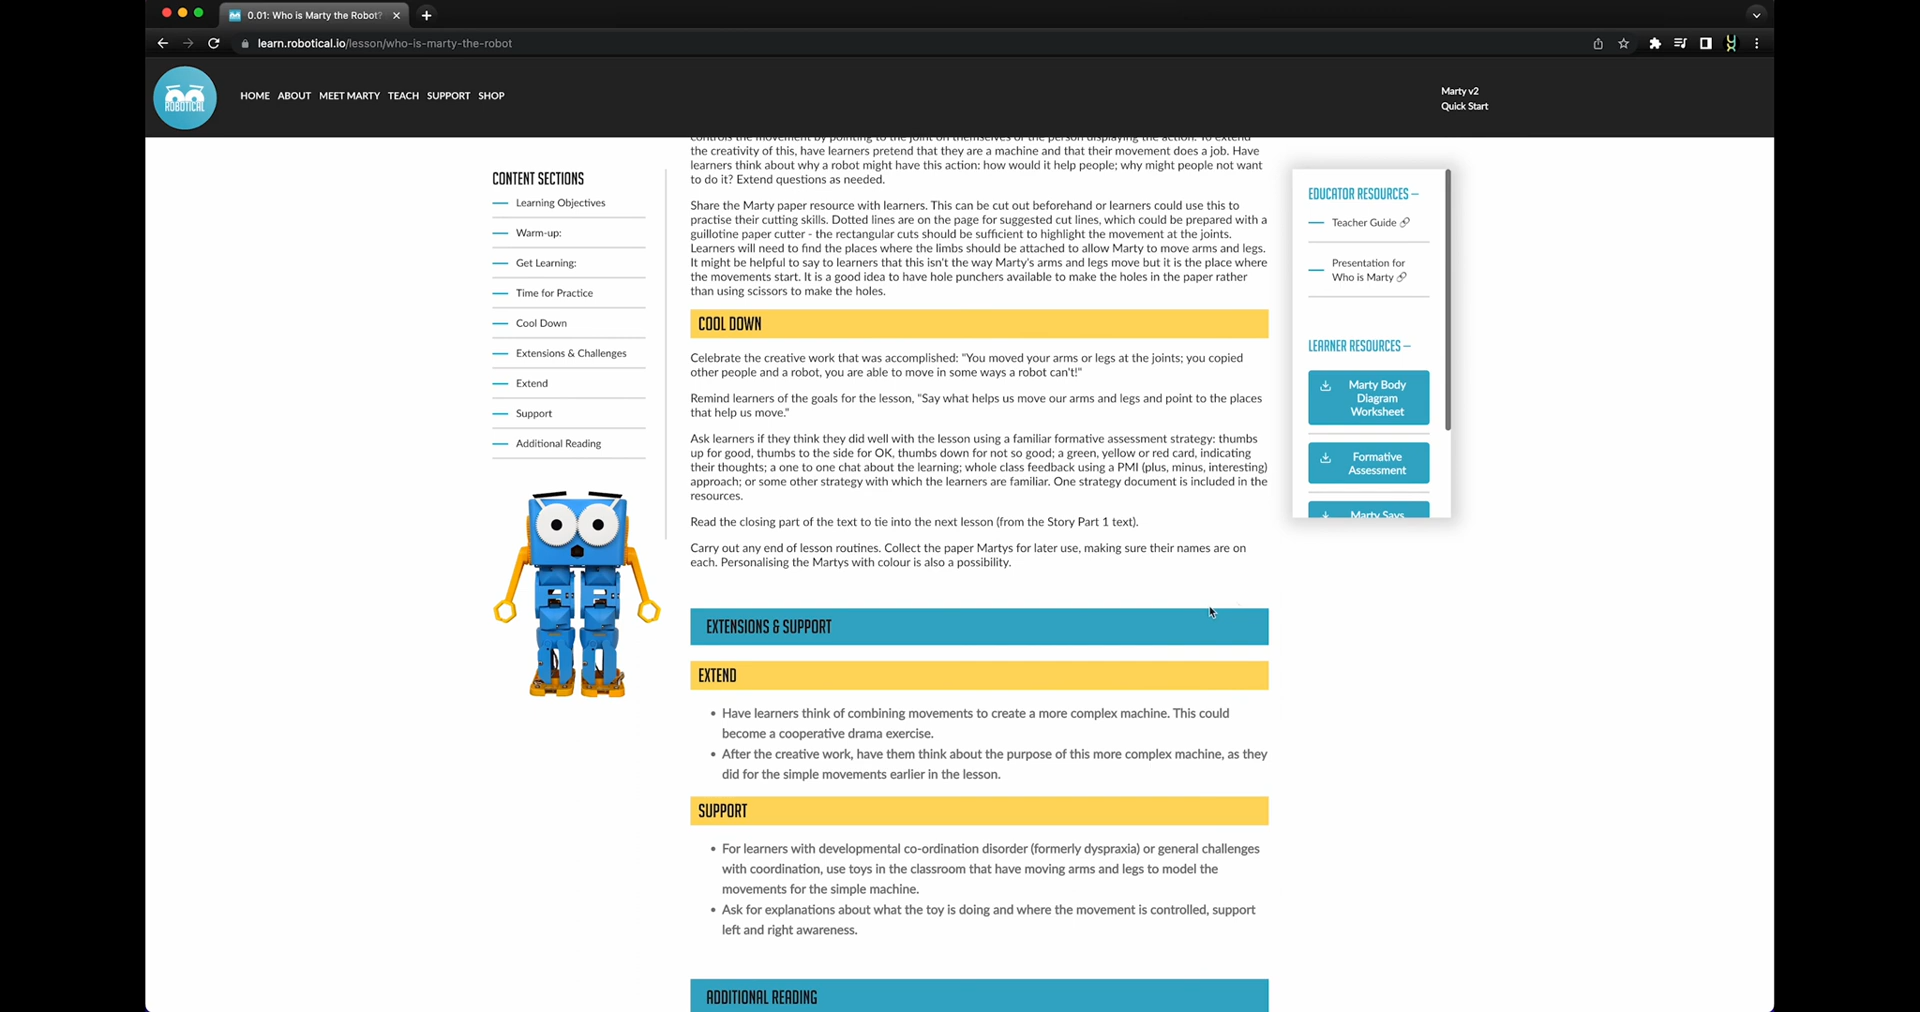 0.01: Who is Marty the Robot?
learn.robotical.io/lesson/who-is-marty-the-robot
ROBOTICAL
HOME ABOUT MEET MARTY TEACH SUPPORT SHOP
Marty v2
Quick Start
CONTENT SECTIONS
Learning Objectives
Warm-up:
Get Learning:
Time for Practice
Cool Down
Extensions & Challenges
Extend
Support
Additional Reading
controls the movement by pointing to the joint on themselves or the person displaying the action. To extend
the creativity of this, have learners pretend that they are a machine and that their movement does a job. Have
learners think about why a robot might have this action: how would it help people; why might people not want
to do it? Extend questions as needed.
Share the Marty paper resource with learners. This can be cut out beforehand or learners could use this to
practise their cutting skills. Dotted lines are on the page for suggested cut lines, which could be prepared with a
guillotine paper cutter - the rectangular cuts should be sufficient to highlight the movement at the joints.
Learners will need to find the places where the limbs should be attached to allow Marty to move arms and legs.
It might be helpful to say to learners that this isn't the way Marty's arms and legs move but it is the place where
the movements start. It is a good idea to have hole punchers available to make the holes in the paper rather
than using scissors to make the holes.
COOL DOWN
Celebrate the creative work that was accomplished: "You moved your arms or legs at the joints; you copied
other people and a robot, you are able to move in some ways a robot can't!"
Remind learners of the goals for the lesson, "Say what helps us move our arms and legs and point to the places
that help us move."
Ask learners if they think they did well with the lesson using a familiar formative assessment strategy: thumbs
up for good, thumbs to the side for OK, thumbs down for not so good; a green, yellow or red card, indicating
their thoughts; a one to one chat about the learning; whole class feedback using a PMI (plus, minus, interesting)
approach; or some other strategy with which the learners are familiar. One strategy document is included in the
resources.
Read the closing part of the text to tie into the next lesson (from the Story Part 1 text).
Carry out any end of lesson routines. Collect the paper Martys for later use, making sure their names are on
each. Personalising the Martys with colour is also a possibility.
EXTENSIONS & SUPPORT
EXTEND
• Have learners think of combining movements to create a more complex machine. This could
become a cooperative drama exercise.
• After the creative work, have them think about the purpose of this more complex machine, as they
did for the simple movements earlier in the lesson.
SUPPORT
• For learners with developmental co-ordination disorder (formerly dyspraxia) or general challenges
with coordination, use toys in the classroom that have moving arms and legs to model the
movements for the simple machine.
• Ask for explanations about what the toy is doing and where the movement is controlled, support
left and right awareness.
ADDITIONAL READING
EDUCATOR RESOURCES –
Teacher Guide
Presentation for
Who is Marty
LEARNER RESOURCES –
Marty Body
Diagram
Worksheet
Formative
Assessment
Marty Says